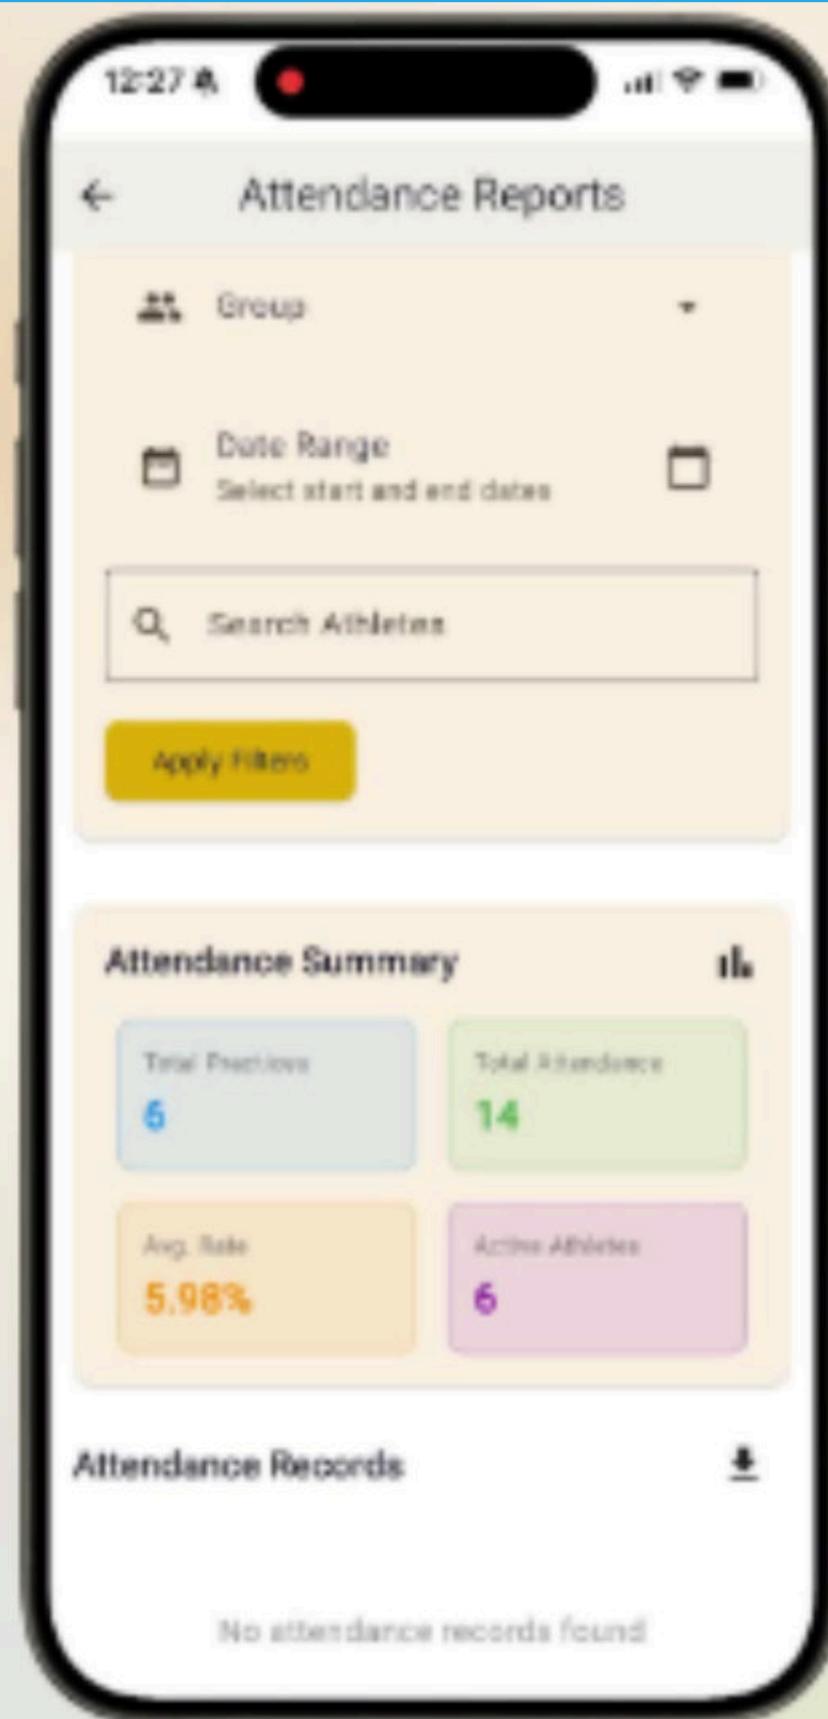 12:27
Attendance Reports
Group
Date Range
Select start and end dates
Search Athletes
Apply Filters
Attendance Summary
Total Practices
6
Total Attendance
14
Avg. Rate
5.98%
Active Athletes
6
Attendance Records
No attendance records found